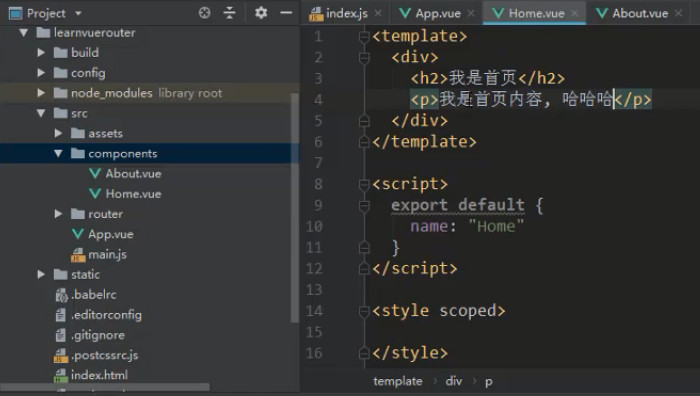 Project
learnvuerouter
build
config
node_modules library root
src
assets
components
About.vue
Home.vue
router
App.vue
main.js
static
.babelrc
.editorconfig
.gitignore
.postcssrc.js
index.html
index.js App.vue Home.vue About.vue
1 <template>
2 <div>
3 <h2>我是首页</h2>
4 <p>我是首页内容, 哈哈哈</p>
5 </div>
6 </template>
7
8 <script>
9 export default {
10 name: "Home"
11 }
12 </script>
13
14 <style scoped>
15
16 </style>
template › div › p